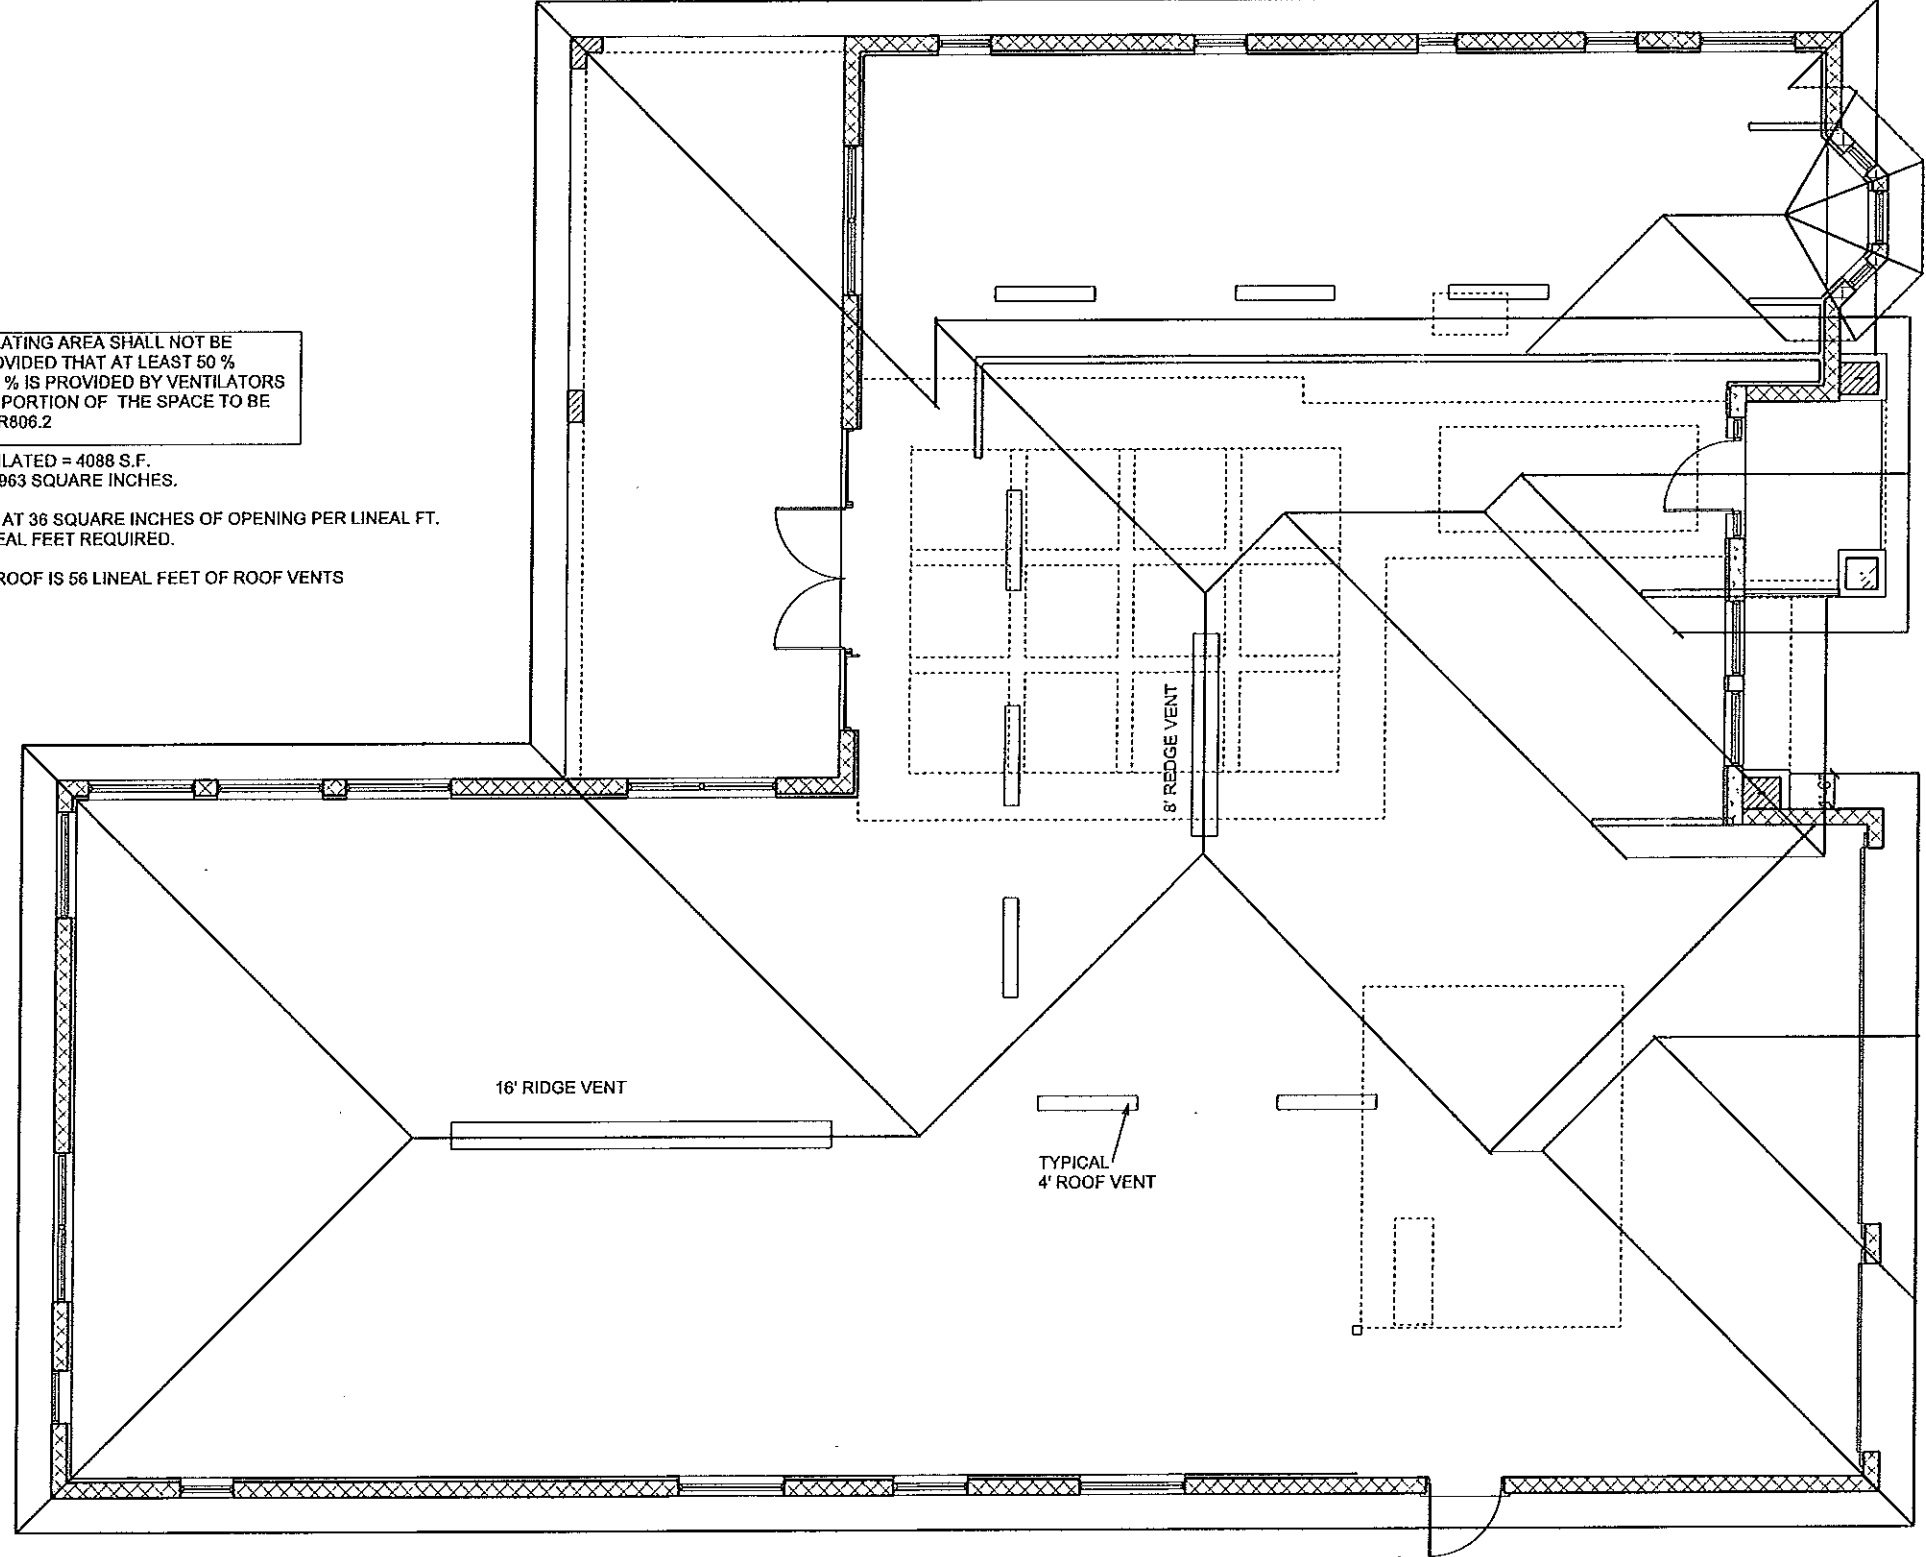 ATING AREA SHALL NOT BE
OVIDED THAT AT LEAST 50 %
% IS PROVIDED BY VENTILATORS
PORTION OF THE SPACE TO BE
R806.2
ILATED = 4088 S.F.
963 SQUARE INCHES.
AT 36 SQUARE INCHES OF OPENING PER LINEAL FT.
EAL FEET REQUIRED.
ROOF IS 56 LINEAL FEET OF ROOF VENTS
8' REDGE VENT
16' RIDGE VENT
TYPICAL
4' ROOF VENT